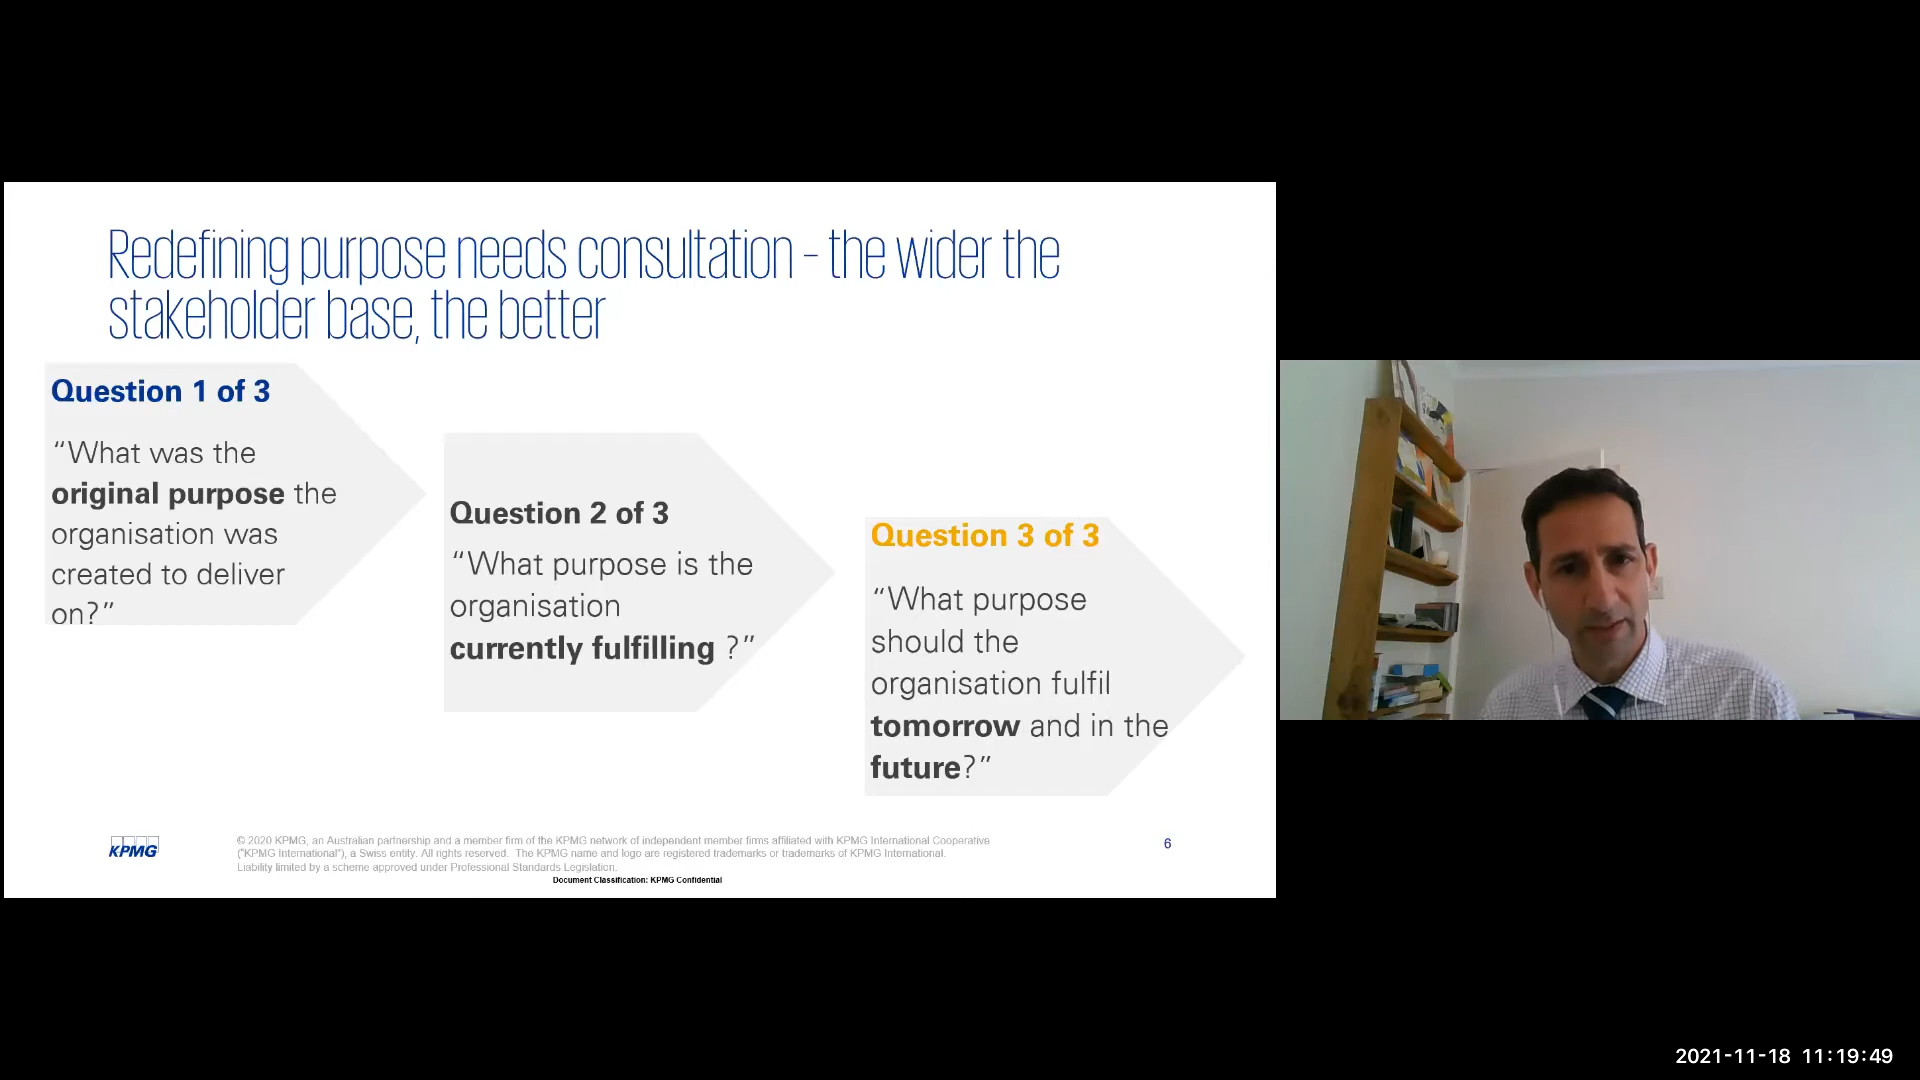 Redefining purpose needs consultation – the wider the
stakeholder base, the better
Question 1 of 3
“What was the
original purpose the
organisation was
created to deliver
on?”
Question 2 of 3
“What purpose is the
organisation
currently fulfilling ?”
Question 3 of 3
“What purpose
should the
organisation fulfil
tomorrow and in the
future?”
KPMG
© 2020 KPMG, an Australian partnership and a member firm of the KPMG network of independent member firms affiliated with KPMG International Cooperative
(“KPMG International”), a Swiss entity. All rights reserved. The KPMG name and logo are registered trademarks or trademarks of KPMG International.
Liability limited by a scheme approved under Professional Standards Legislation.
Document Classification: KPMG Confidential
6
2021-11-18 11:19:49